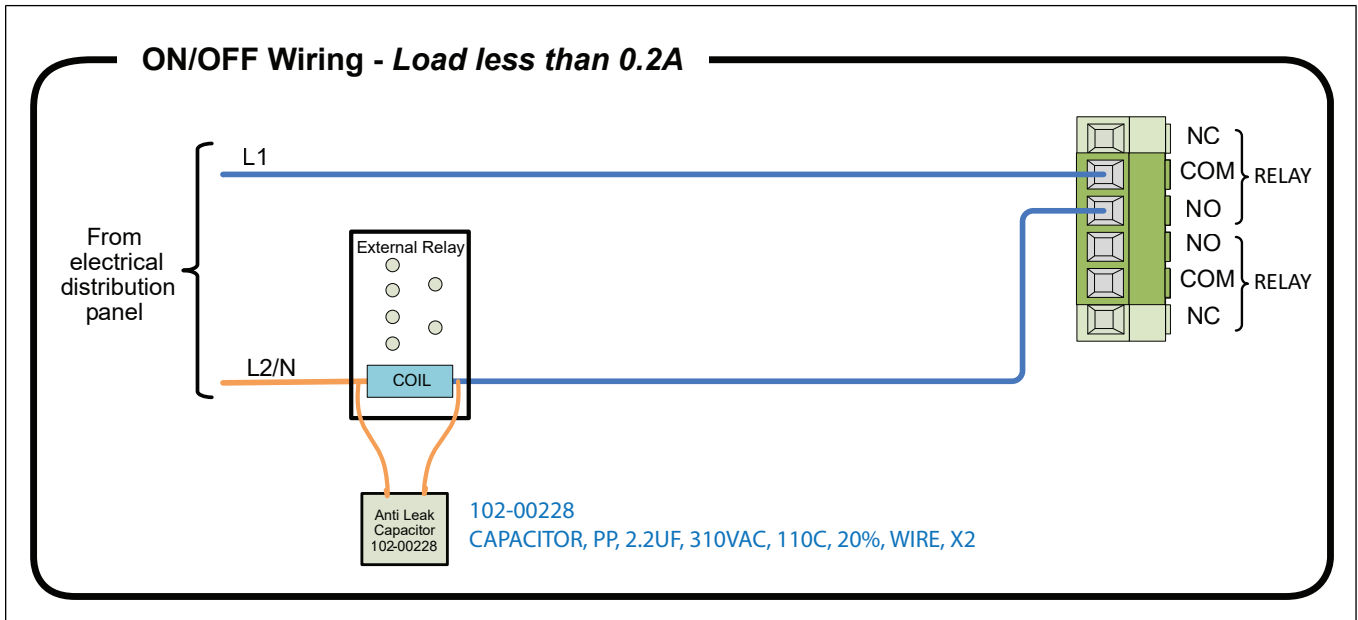 ON/OFF Wiring - Load less than 0.2A
L1
From
electrical
distribution
panel
L2/N
External Relay
COIL
Anti Leak
Capacitor
102-00228
102-00228
CAPACITOR, PP, 2.2UF, 310VAC, 110C, 20%, WIRE, X2
NC
COM
NO
RELAY
NO
COM
NC
RELAY